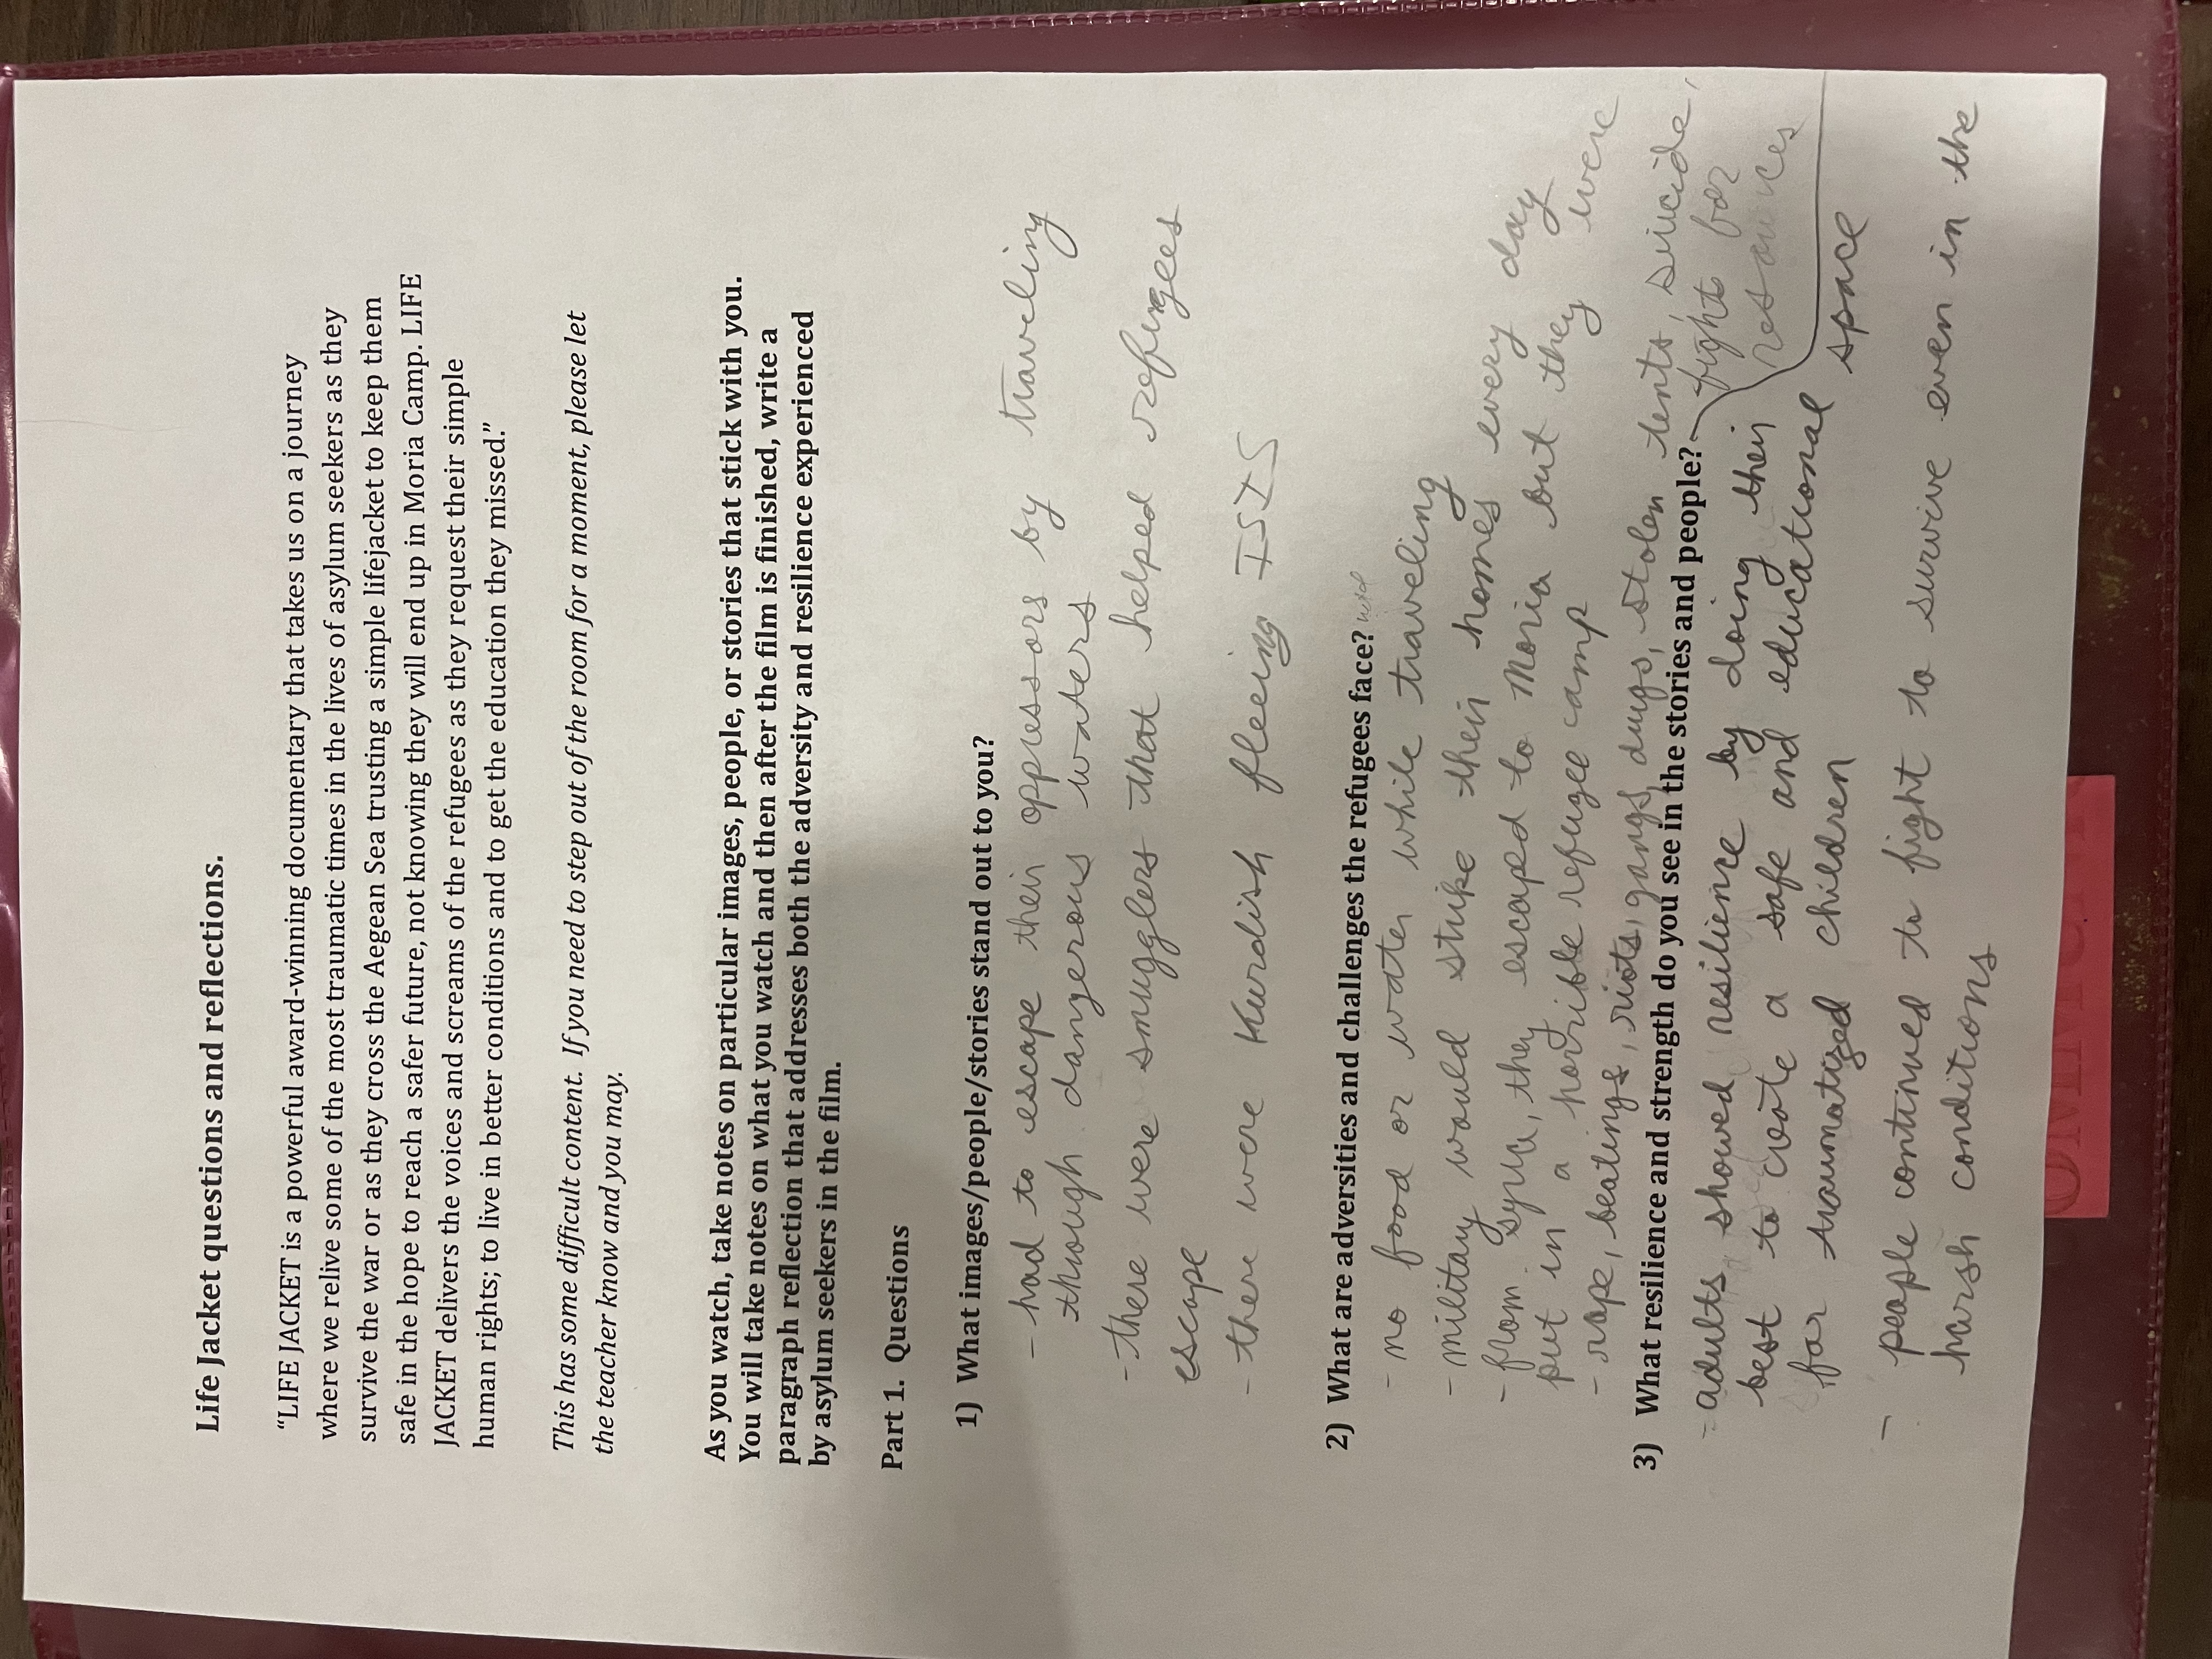 Life Jacket questions and reflections.
“LIFE JACKET is a powerful award-winning documentary that takes us on a journey
where we relive some of the most traumatic times in the lives of asylum seekers as they
survive the war or as they cross the Aegean Sea trusting a simple lifejacket to keep them
safe in the hope to reach a safer future, not knowing they will end up in Moria Camp. LIFE
JACKET delivers the voices and screams of the refugees as they request their simple
human rights; to live in better conditions and to get the education they missed.”
This has some difficult content.  If you need to step out of the room for a moment, please let
the teacher know and you may.
As you watch, take notes on particular images, people, or stories that stick with you.
You will take notes on what you watch and then after the film is finished, write a
paragraph reflection that addresses both the adversity and resilience experienced
by asylum seekers in the film.
Part 1.  Questions
1) What images/people/stories stand out to you?
- had to escape their oppressors by traveling
through dangerous waters
- there were smugglers that helped refugees
escape
- there were Kurdish fleeing ISIS
2) What are adversities and challenges the refugees face?
- no food or water while traveling
- military would strike their homes every day
- from syria, they escaped to Moria but they were
put in a horrible refugee camp
- rape, beatings, riots, gangs, drugs, stolen tents, suicide,
fight for
resources
3) What resilience and strength do you see in the stories and people?
- adults showed resilience by doing their
best to create a safe and educational space
for traumatized children
- people continued to fight to survive even in the
harsh conditions